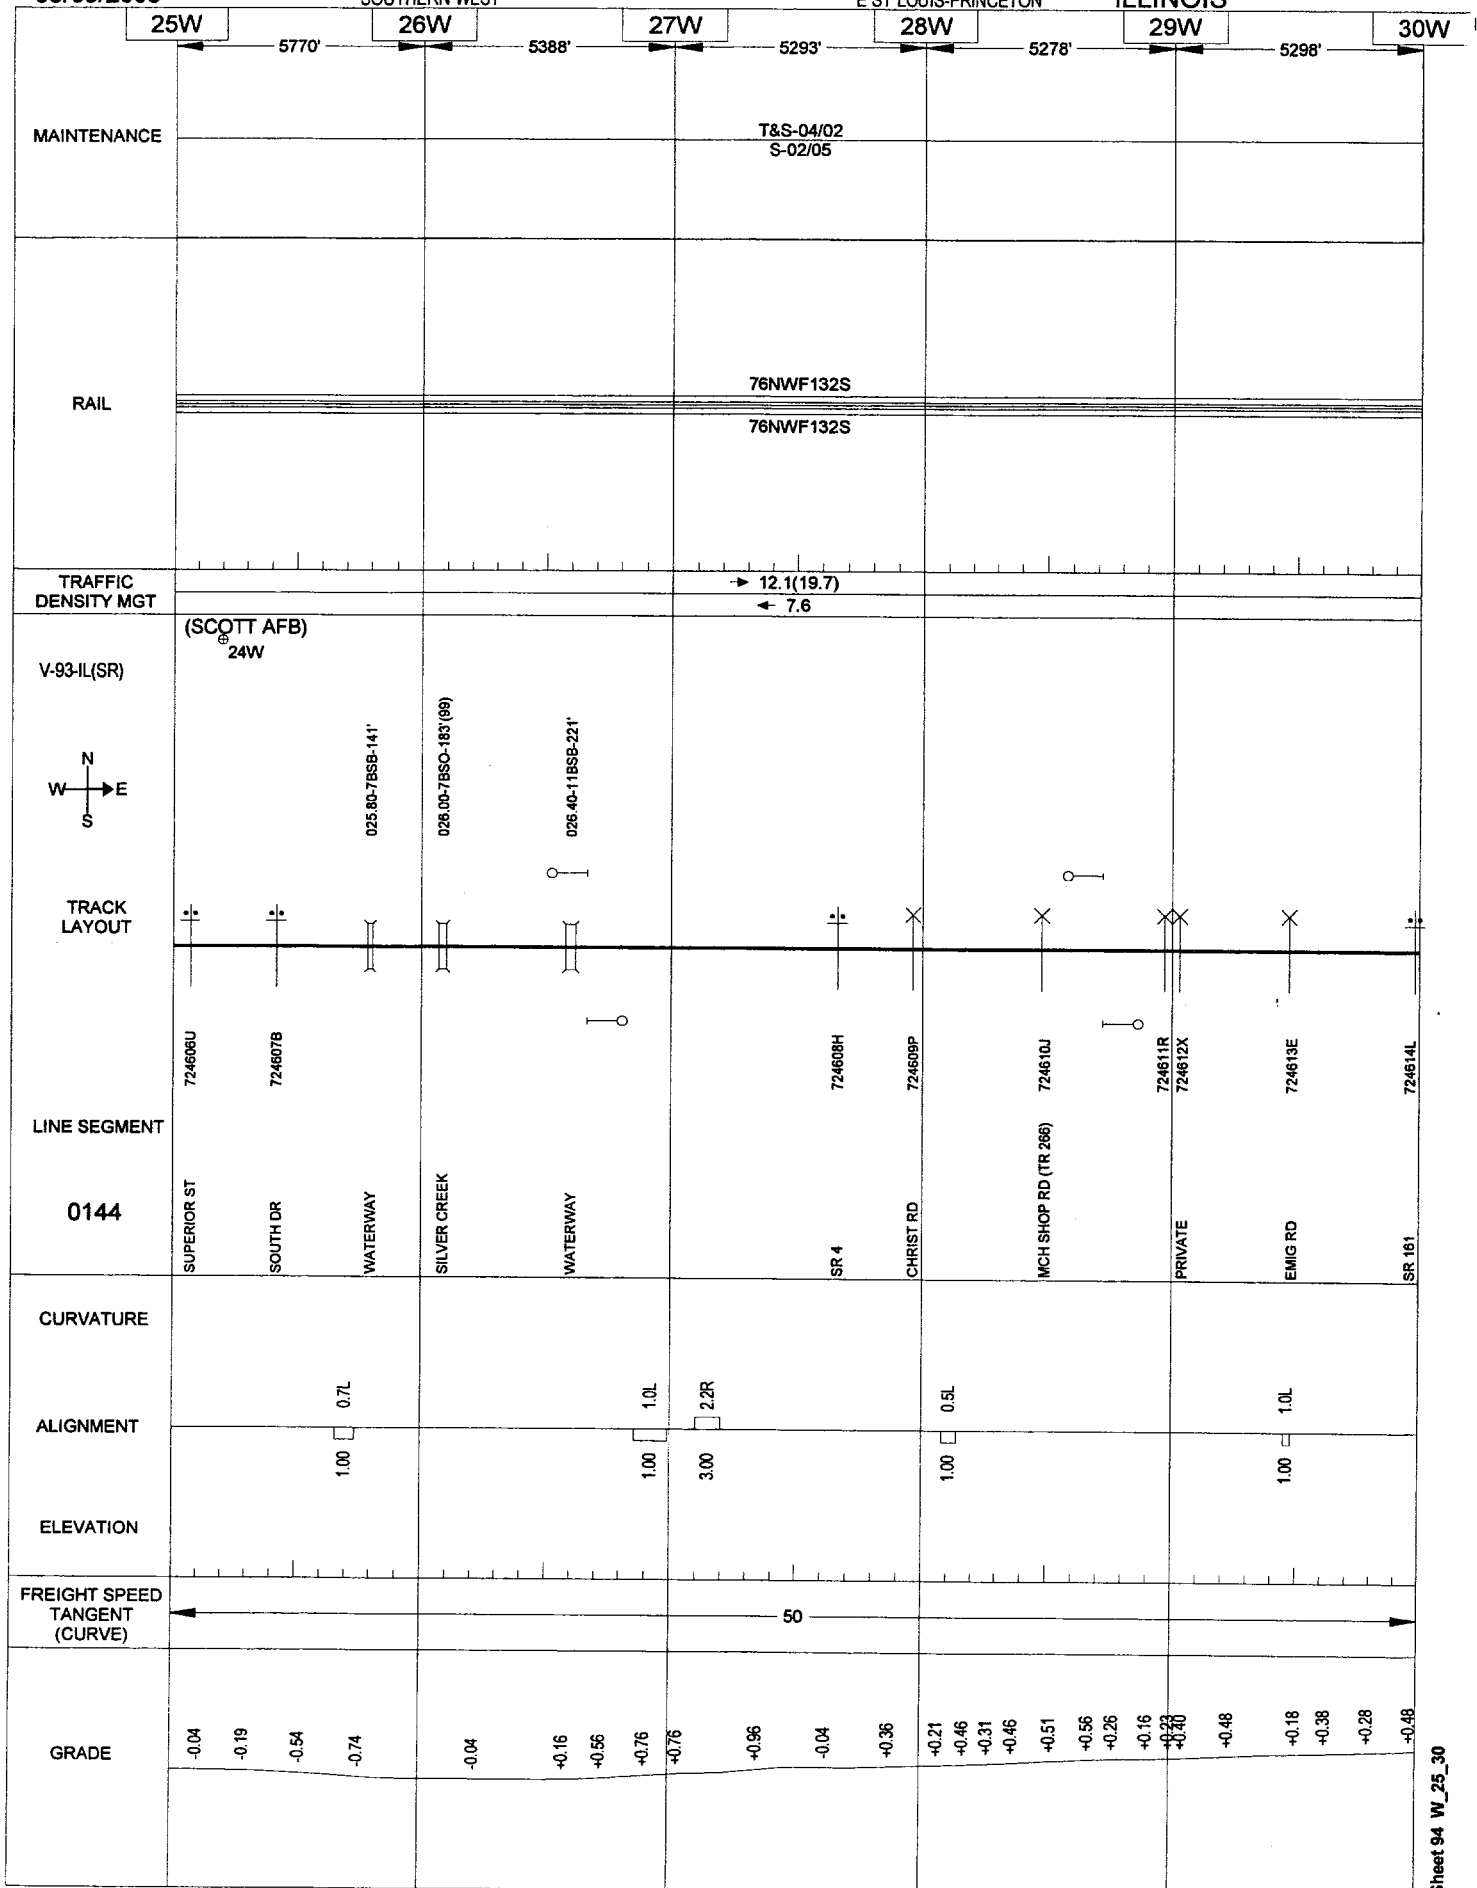 SOUTHERN WEST
E ST LOUIS-PRINCETON
ILLINOIS
25W 26W 27W 28W 29W 30W
5770' 5388' 5293' 5278' 5298'
MAINTENANCE
T&S-04/02
S-02/05
RAIL
76NWF132S
76NWF132S
TRAFFIC
DENSITY MGT
12.1(19.7)
7.6
(SCOTT AFB)
24W
V-93-IL(SR)
N
W E
S
025.80-7BSB-141'
026.00-7BSO-183'(99)
026.40-11BSB-221'
TRACK
LAYOUT
724606U
724607B
724608H
724609P
724610J
724611R
724612X
724613E
724614L
LINE SEGMENT
0144
SUPERIOR ST
SOUTH DR
WATERWAY
SILVER CREEK
WATERWAY
SR 4
CHRIST RD
MCH SHOP RD (TR 266)
PRIVATE
EMIG RD
SR 161
CURVATURE
ALIGNMENT
0.7L 1.0L 2.2R 0.5L 1.0L
1.00 1.00 3.00 1.00 1.00
ELEVATION
FREIGHT SPEED
TANGENT
(CURVE)
50
GRADE
-0.04 -0.19 -0.54 -0.74 -0.04 +0.16 +0.56 +0.76 +0.76 +0.96 -0.04 +0.36 +0.21 +0.46 +0.31 +0.46 +0.51 +0.56 +0.26 +0.16 +0.23 +0.40 +0.48 +0.18 +0.38 +0.28 +0.48
Sheet 94 W_25_30